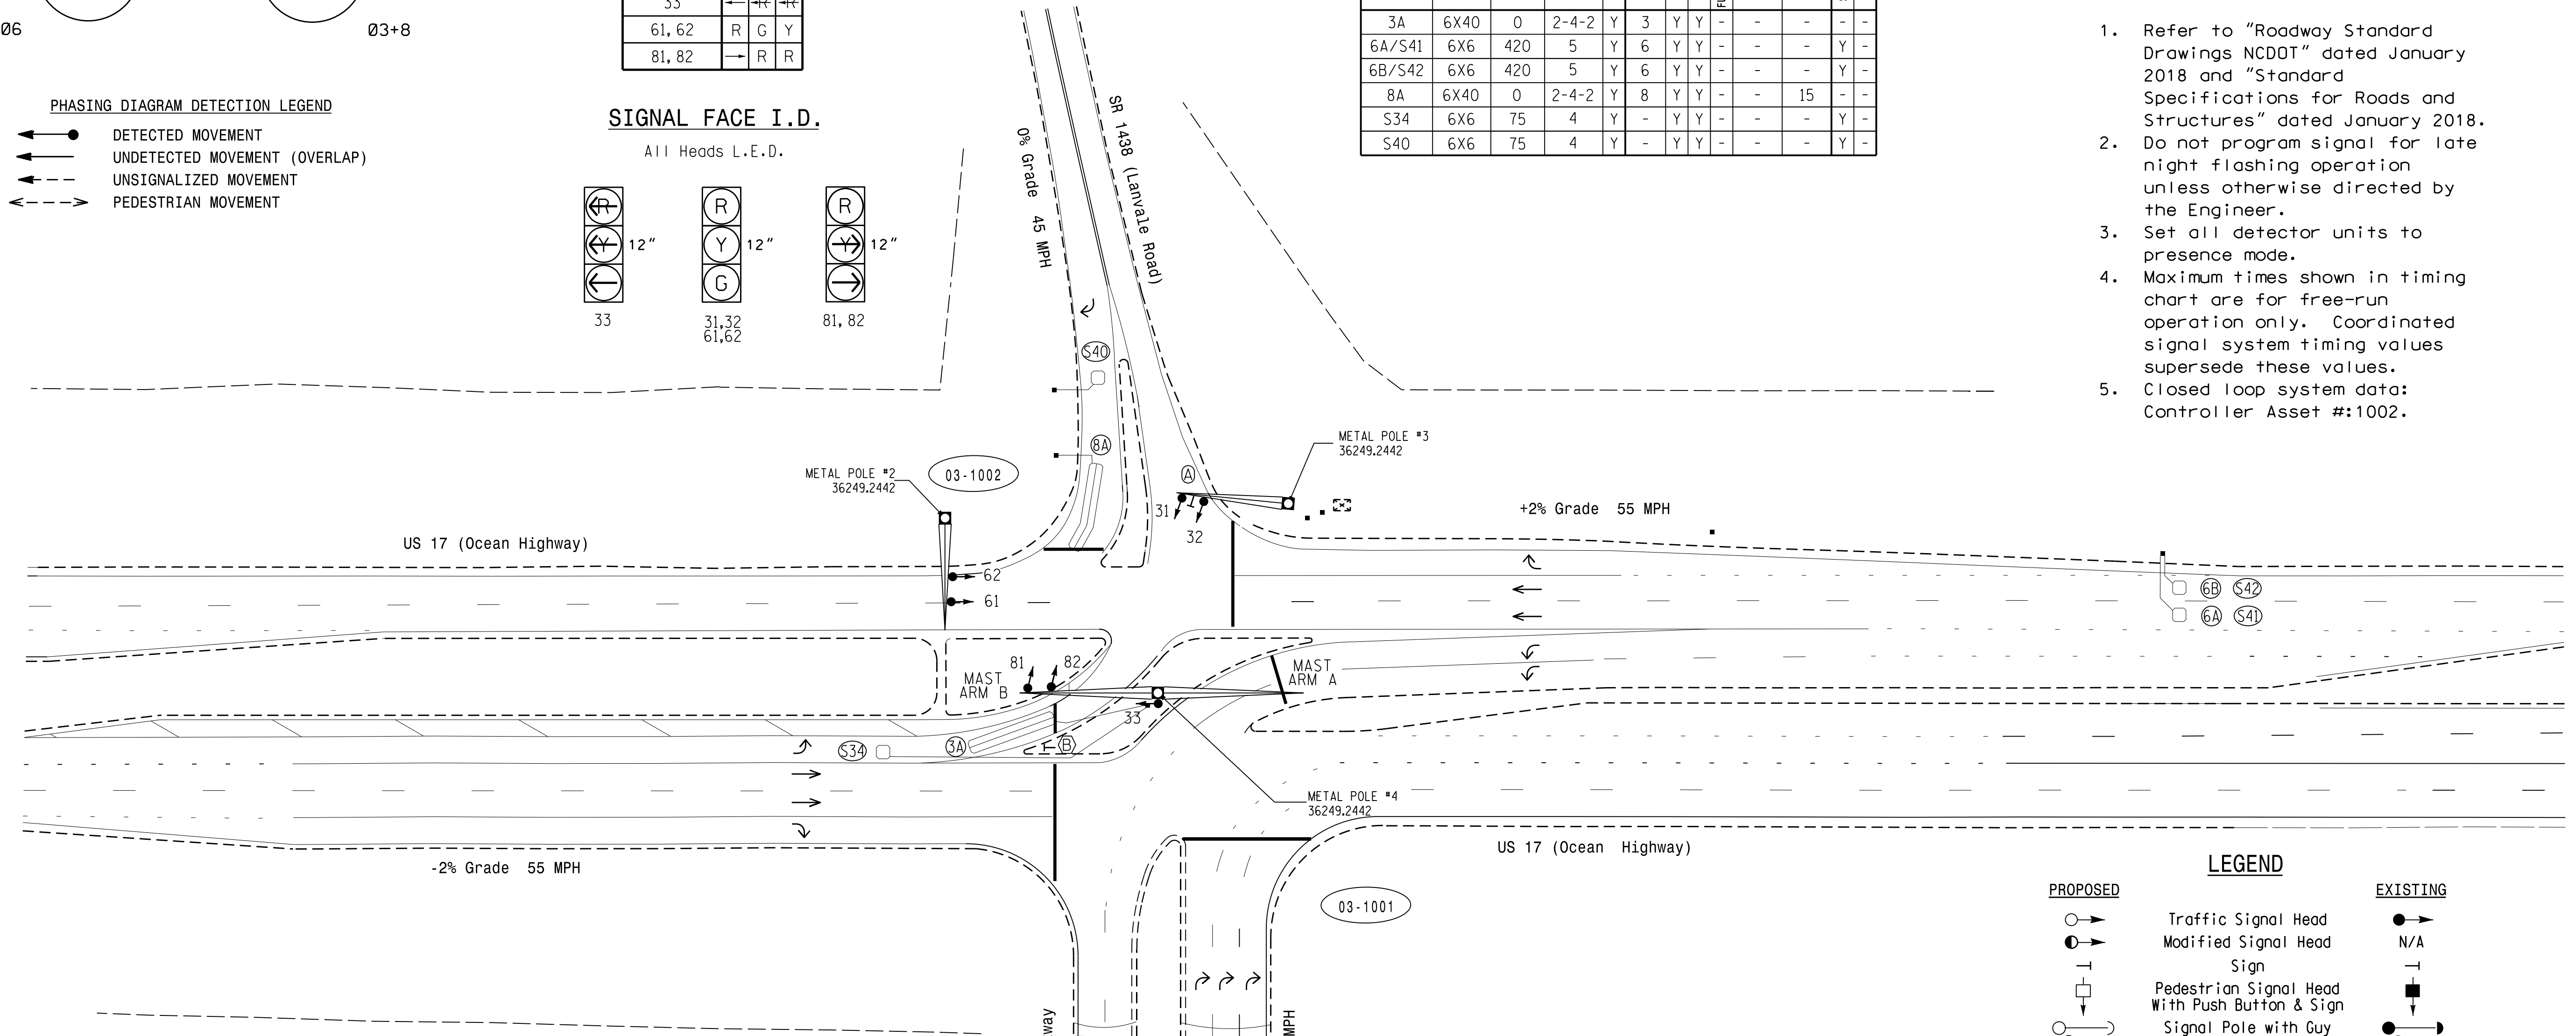 06
Ø3+8
33 ← R R
61, 62 R G Y
81, 82 → R R
PHASING DIAGRAM DETECTION LEGEND
DETECTED MOVEMENT
UNDETECTED MOVEMENT (OVERLAP)
UNSIGNALIZED MOVEMENT
PEDESTRIAN MOVEMENT
SIGNAL FACE I.D.
All Heads L.E.D.
R R R
Y 12" Y 12" Y 12"
G
33 31,32 81, 82
61,62
3A 6X40 0 2-4-2 Y 3 Y Y - - - - -
6A/S41 6X6 420 5 Y 6 Y Y - - - Y -
6B/S42 6X6 420 5 Y 6 Y Y - - - Y -
8A 6X40 0 2-4-2 Y 8 Y Y - - 15 - -
S34 6X6 75 4 Y - Y Y - - - Y -
S40 6X6 75 4 Y - Y Y - - - Y -
1. Refer to "Roadway Standard
Drawings NCDOT" dated January
2018 and "Standard
Specifications for Roads and
Structures" dated January 2018.
2. Do not program signal for late
night flashing operation
unless otherwise directed by
the Engineer.
3. Set all detector units to
presence mode.
4. Maximum times shown in timing
chart are for free-run
operation only. Coordinated
signal system timing values
supersede these values.
5. Closed loop system data:
Controller Asset #:1002.
0% Grade 45 MPH
SR 1438 (Lanvale Road)
S40
8A
METAL POLE #2
36249.2442
03-1002
A
31
32
METAL POLE #3
36249.2442
+2% Grade 55 MPH
US 17 (Ocean Highway)
62
61
6B S42
6A S41
81
82
MAST
ARM B
MAST
ARM A
33
S34
3A
B
METAL POLE #4
36249.2442
-2% Grade 55 MPH
US 17 (Ocean Highway)
03-1001
way
MPH
LEGEND
PROPOSED
EXISTING
Traffic Signal Head
Modified Signal Head N/A
Sign
Pedestrian Signal Head
With Push Button & Sign
Signal Pole with Guy